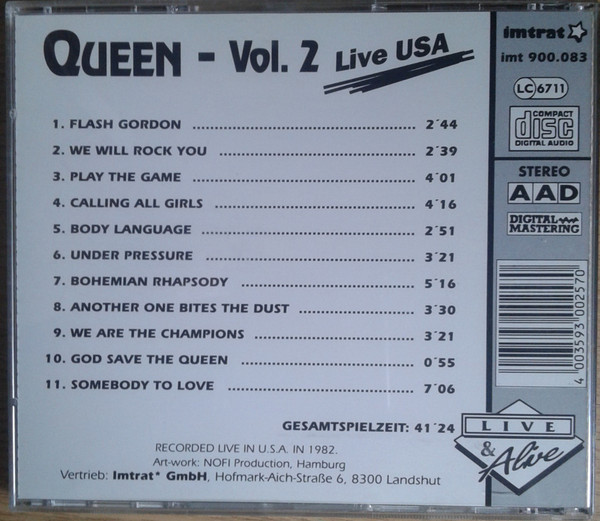 QUEEN - Vol. 2 Live USA
1. FLASH GORDON ........ 2´44
2. WE WILL ROCK YOU ........ 2´39
3. PLAY THE GAME ........ 4´01
4. CALLING ALL GIRLS ........ 4´16
5. BODY LANGUAGE ........ 2´51
6. UNDER PRESSURE ........ 3´21
7. BOHEMIAN RHAPSODY ........ 5´16
8. ANOTHER ONE BITES THE DUST ........ 3´30
9. WE ARE THE CHAMPIONS ........ 3´21
10. GOD SAVE THE QUEEN ........ 0´55
11. SOMEBODY TO LOVE ........ 7´06
GESAMTSPIELZEIT: 41´24
RECORDED LIVE IN U.S.A. IN 1982.
Art-work: NOFI Production, Hamburg
Vertrieb: Imtrat* GmbH, Hofmark-Aich-Straße 6, 8300 Landshut
imtrat
imt 900.083
LC 6711
COMPACT
disc
DIGITAL AUDIO
STEREO
AAD
DIGITAL
MASTERING
4 003593 002570
LIVE
& Alive